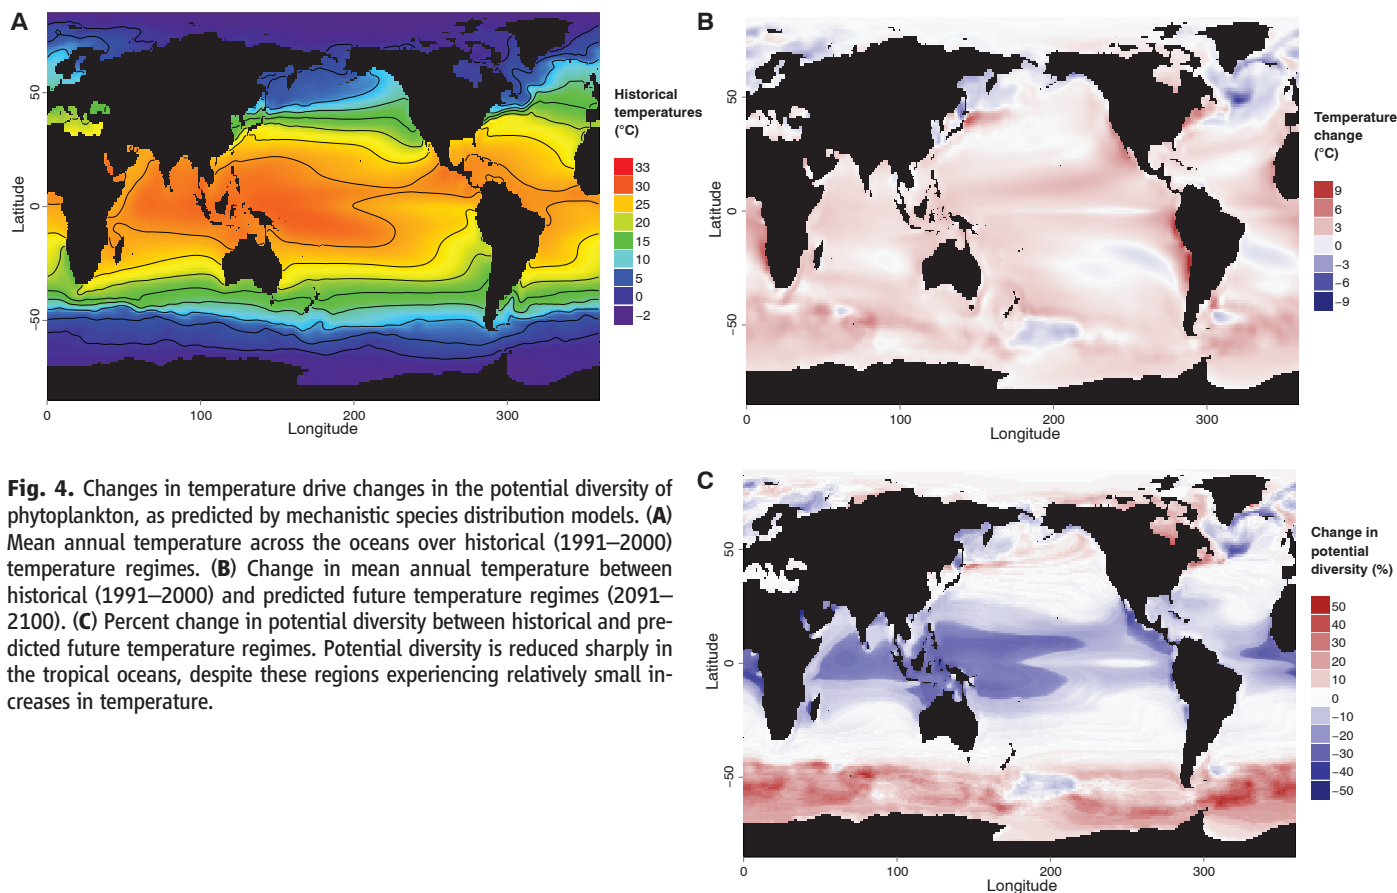 A
Historical
temperatures
(°C)
33
30
25
20
15
10
5
0
−2
50
0
−50
Latitude
0
100
200
300
Longitude
B
Temperature
change
(°C)
9
6
3
0
−3
−6
−9
50
0
−50
Latitude
0
100
200
300
Longitude
Fig. 4. Changes in temperature drive changes in the potential diversity of
phytoplankton, as predicted by mechanistic species distribution models. (A)
Mean annual temperature across the oceans over historical (1991–2000)
temperature regimes. (B) Change in mean annual temperature between
historical (1991–2000) and predicted future temperature regimes (2091–
2100). (C) Percent change in potential diversity between historical and pre-
dicted future temperature regimes. Potential diversity is reduced sharply in
the tropical oceans, despite these regions experiencing relatively small in-
creases in temperature.
C
Change in
potential
diversity (%)
50
40
30
20
10
0
−10
−20
−30
−40
−50
50
0
−50
Latitude
0
100
200
300
Longitude